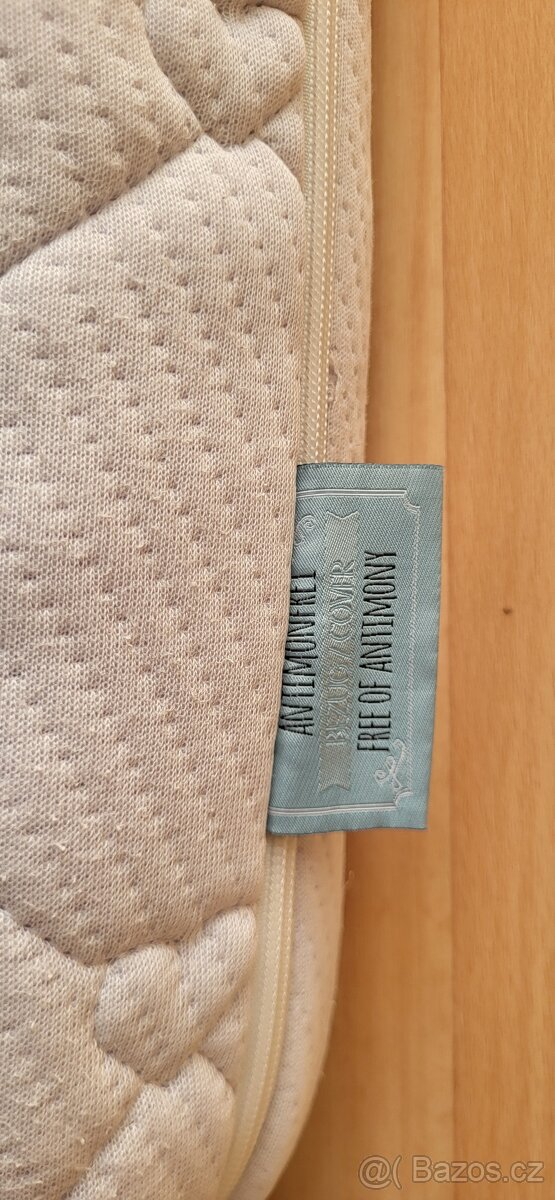 ANTIMONFREI
BEZUG//COVER
FREE OF ANTIMONY
@( Bazos.cz